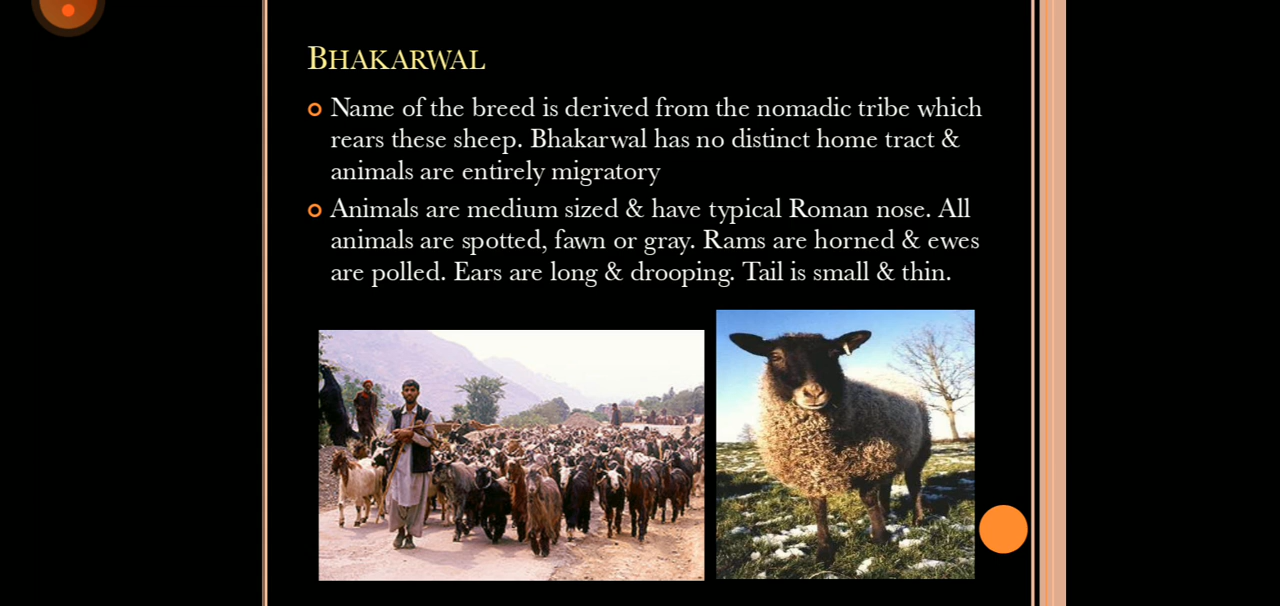 BHAKARWAL
Name of the breed is derived from the nomadic tribe which
rears these sheep. Bhakarwal has no distinct home tract &
animals are entirely migratory
Animals are medium sized & have typical Roman nose. All
animals are spotted, fawn or gray. Rams are horned & ewes
are polled. Ears are long & drooping. Tail is small & thin.